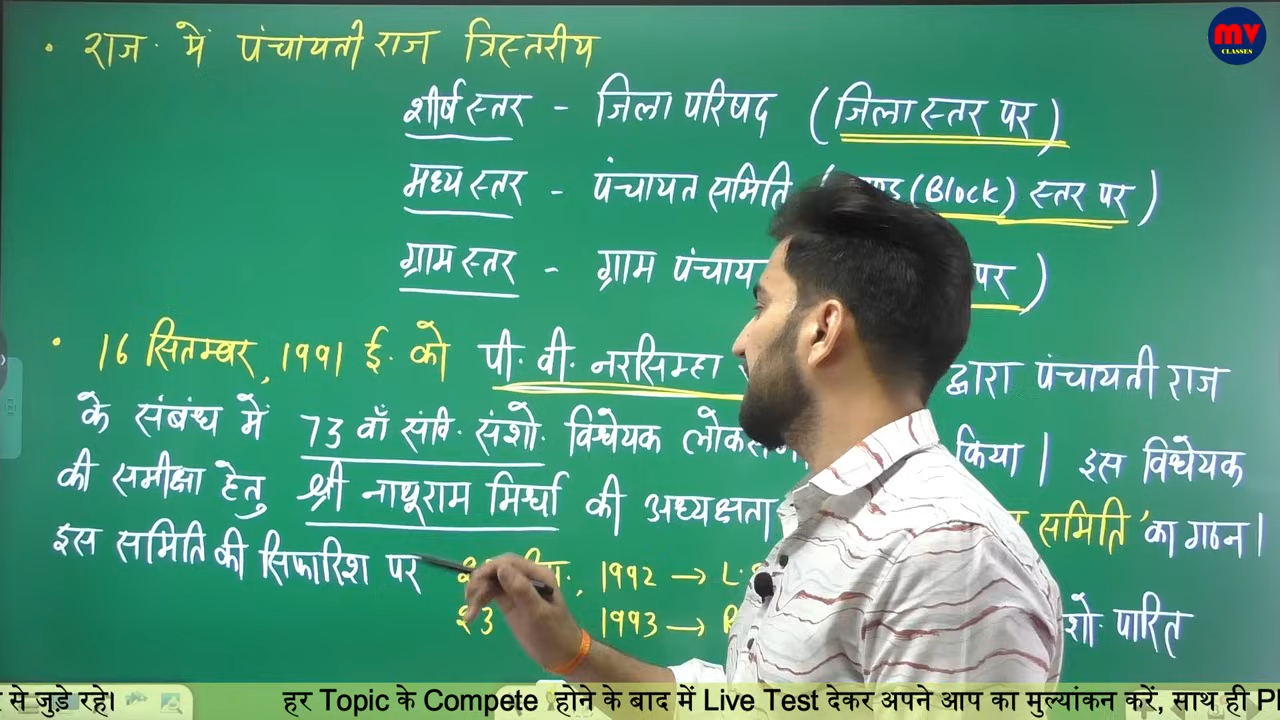 mv
CLASSES
• राज. में पंचायती राज त्रिस्तरीय
शीर्ष स्तर - जिला परिषद (जिला स्तर पर)
मध्य स्तर - पंचायत समिति (Block) स्तर पर)
ग्राम स्तर - ग्राम पर)
• 16 सितम्बर, 1991 ई. को पी. वी. नरसिम्हा द्वारा पंचायती राज
के संबंध में 73 वाँ संवि. संशो. विधेयक किया | इस विधेयक
की समीक्षा हेतु श्री नाथूराम मिर्धा की अध्यक्षता समिति' का गठन |
इस समिति की सिफारिश पर 1992 → L.
23 1993 → शो. पारित
से जुड़े रहे। हर Topic के Compete होने के बाद में Live Test देकर अपने आप का मुल्यांकन करें, साथ ही